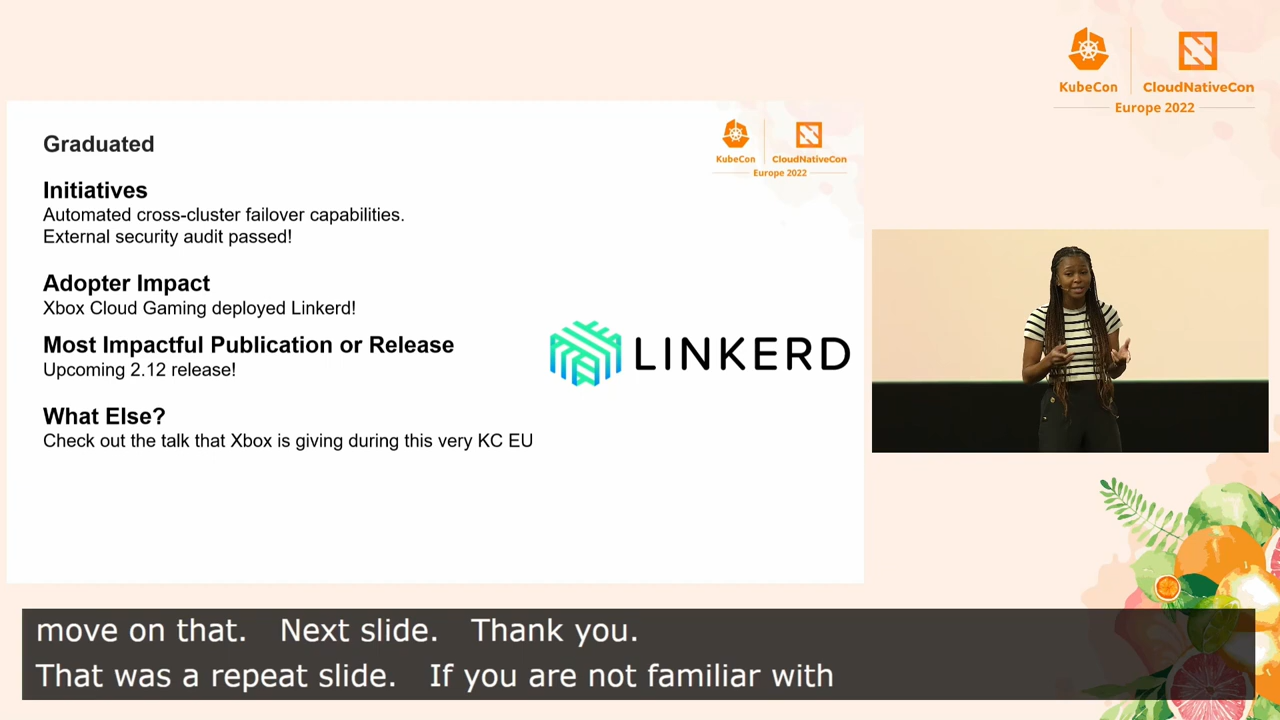 KubeCon
CloudNativeCon
Europe 2022
Graduated
KubeCon
CloudNativeCon
Europe 2022
Initiatives
Automated cross-cluster failover capabilities.
External security audit passed!
Adopter Impact
Xbox Cloud Gaming deployed Linkerd!
Most Impactful Publication or Release
Upcoming 2.12 release!
LINKERD
What Else?
Check out the talk that Xbox is giving during this very KC EU
move on that. Next slide. Thank you.
That was a repeat slide. If you are not familiar with